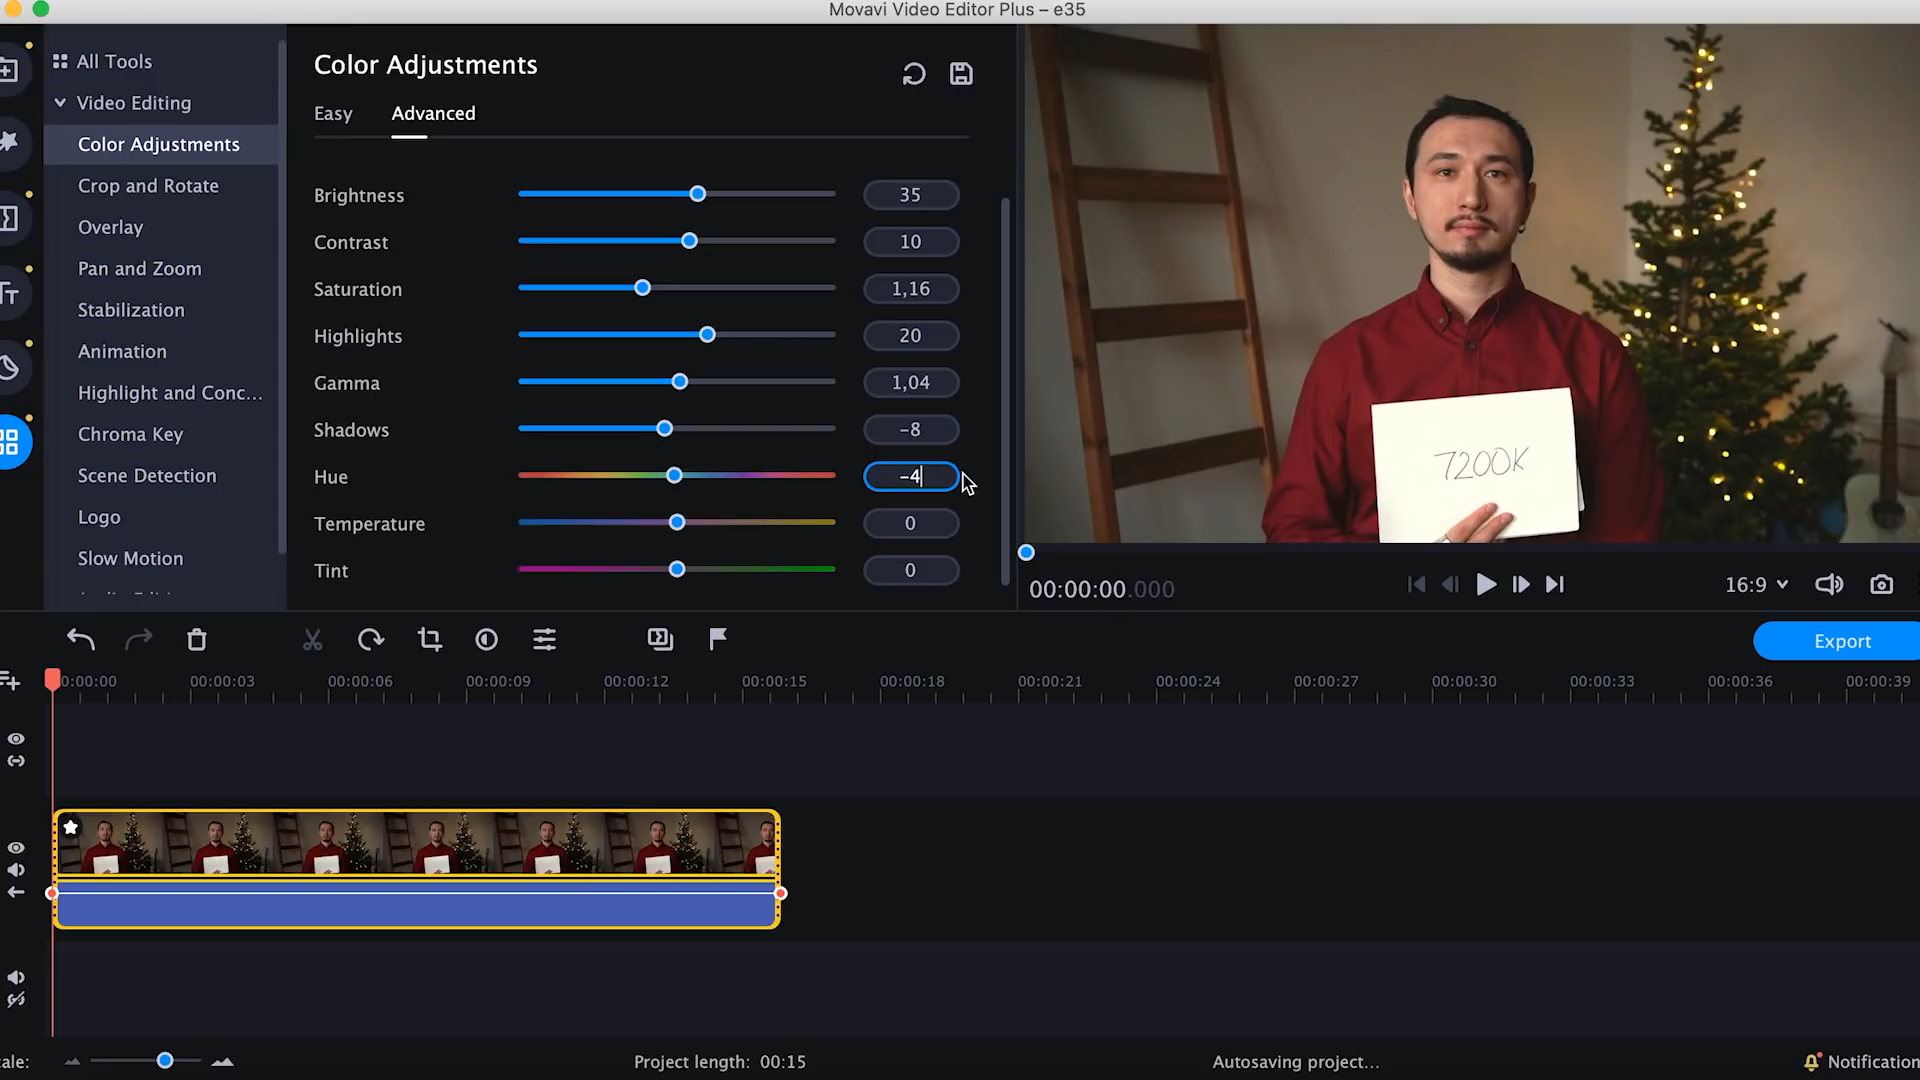 Movavi Video Editor Plus – e35
All Tools
Video Editing
Color Adjustments
Crop and Rotate
Overlay
Pan and Zoom
Stabilization
Animation
Highlight and Conc...
Chroma Key
Scene Detection
Logo
Slow Motion
Color Adjustments
Easy Advanced
Brightness 35
Contrast 10
Saturation 1,16
Highlights 20
Gamma 1,04
Shadows −8
Hue −4
Temperature 0
Tint 0
7200K
00:00:00.000
16:9
Export
0:00:00 00:00:03 00:00:06 00:00:09 00:00:12 00:00:15 00:00:18 00:00:21 00:00:24 00:00:27 00:00:30 00:00:33 00:00:36 00:00:39
ale: Project length: 00:15 Autosaving project... Notification